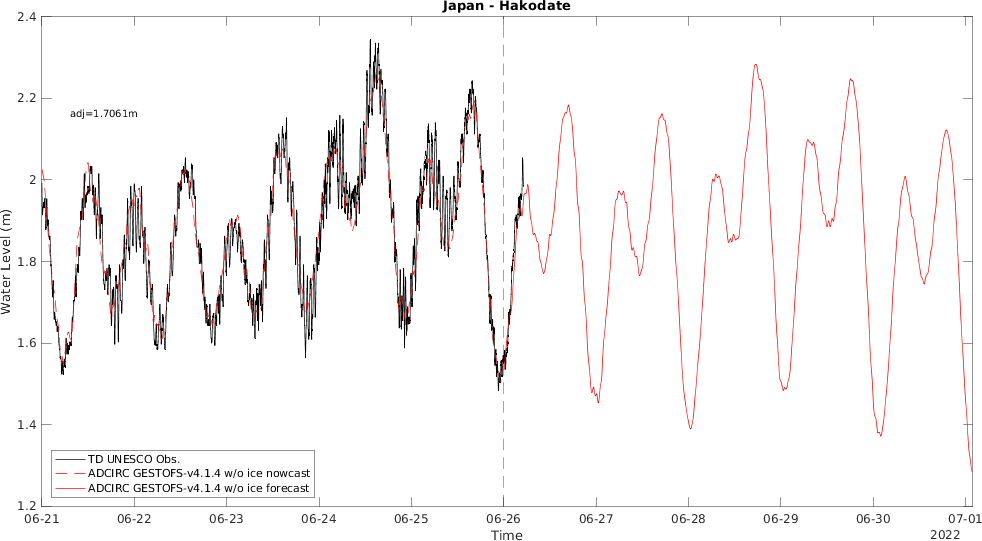 Japan - Hakodate
2.4
2.2
2
1.8
1.6
1.4
1.2
Water Level (m)
adj=1.7061m
TD UNESCO Obs.
ADCIRC GESTOFS-v4.1.4 w/o ice nowcast
ADCIRC GESTOFS-v4.1.4 w/o ice forecast
06-21 06-22 06-23 06-24 06-25 06-26 06-27 06-28 06-29 06-30 07-01
Time
2022